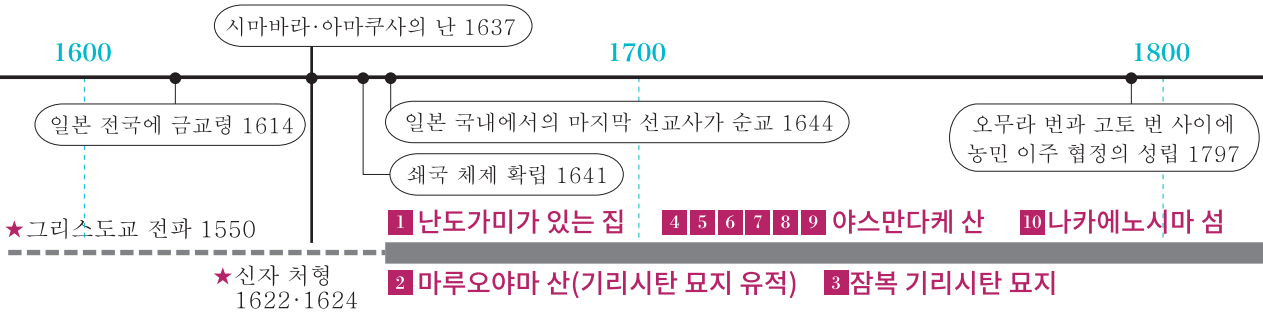 시마바라·아마쿠사의 난 1637
1600
1700
1800
일본 전국에 금교령 1614
일본 국내에서의 마지막 선교사가 순교 1644
오무라 번과 고토 번 사이에
농민 이주 협정의 성립 1797
쇄국 체제 확립 1641
★그리스도교 전파 1550
1 난도가미가 있는 집
4 5 6 7 8 9 야스만다케 산
10 나카에노시마 섬
★신자 처형
1622·1624
2 마루오야마 산(기리시탄 묘지 유적)
3 잠복 기리시탄 묘지